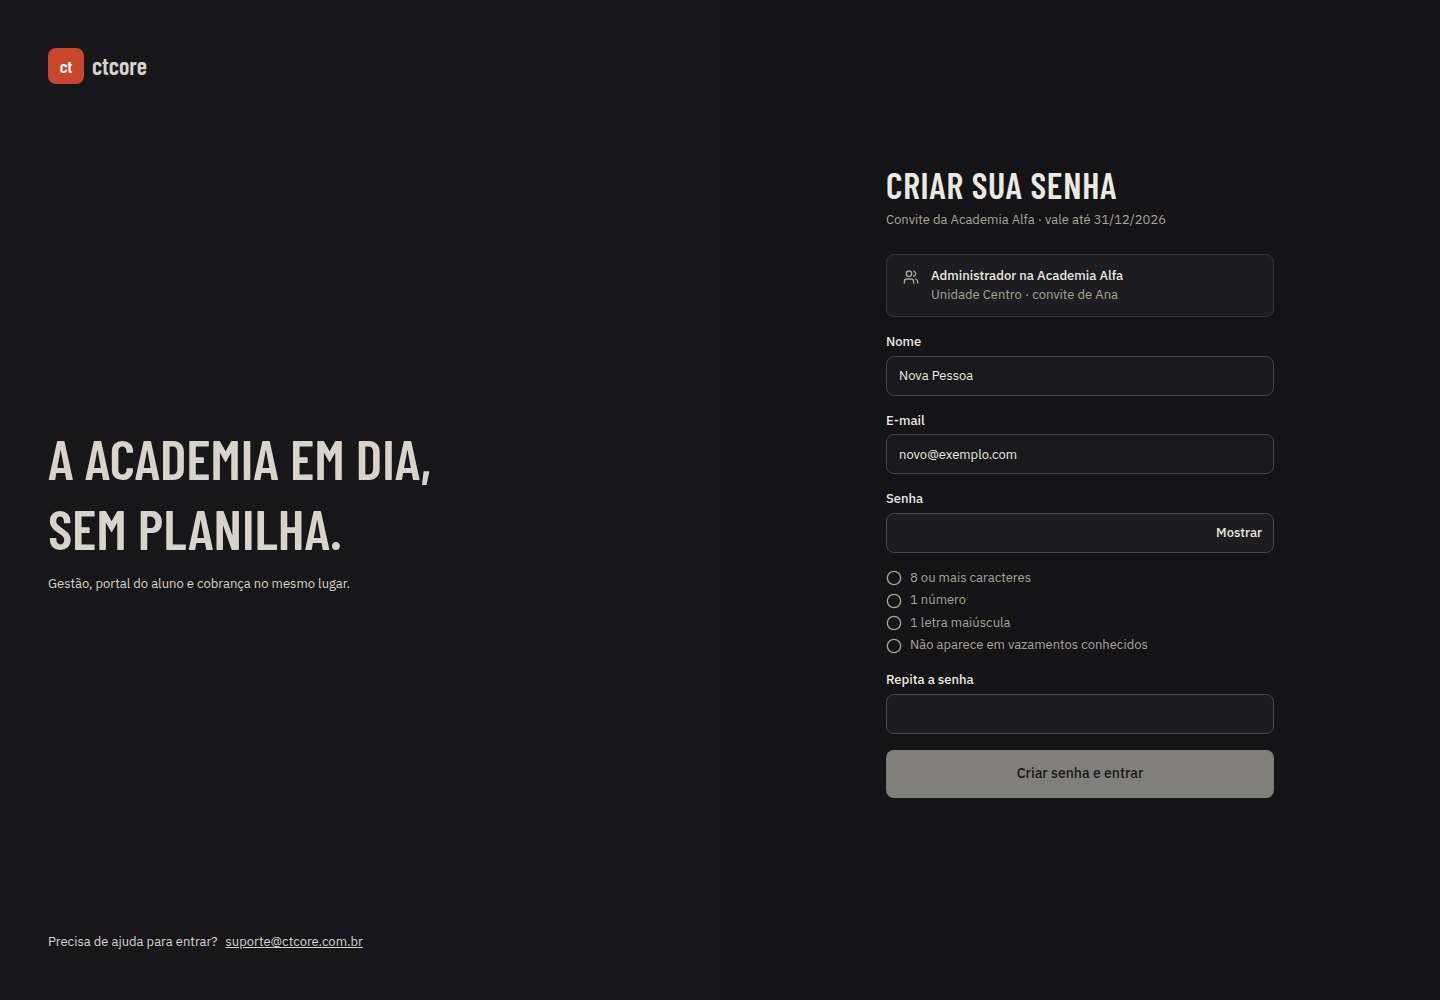 ct ctcore
A ACADEMIA EM DIA,
SEM PLANILHA.
Gestão, portal do aluno e cobrança no mesmo lugar.
Precisa de ajuda para entrar? suporte@ctcore.com.br
CRIAR SUA SENHA
Convite da Academia Alfa · vale até 31/12/2026
Administrador na Academia Alfa
Unidade Centro · convite de Ana
Nome
Nova Pessoa
E-mail
novo@exemplo.com
Senha
Mostrar
8 ou mais caracteres
1 número
1 letra maiúscula
Não aparece em vazamentos conhecidos
Repita a senha
Criar senha e entrar